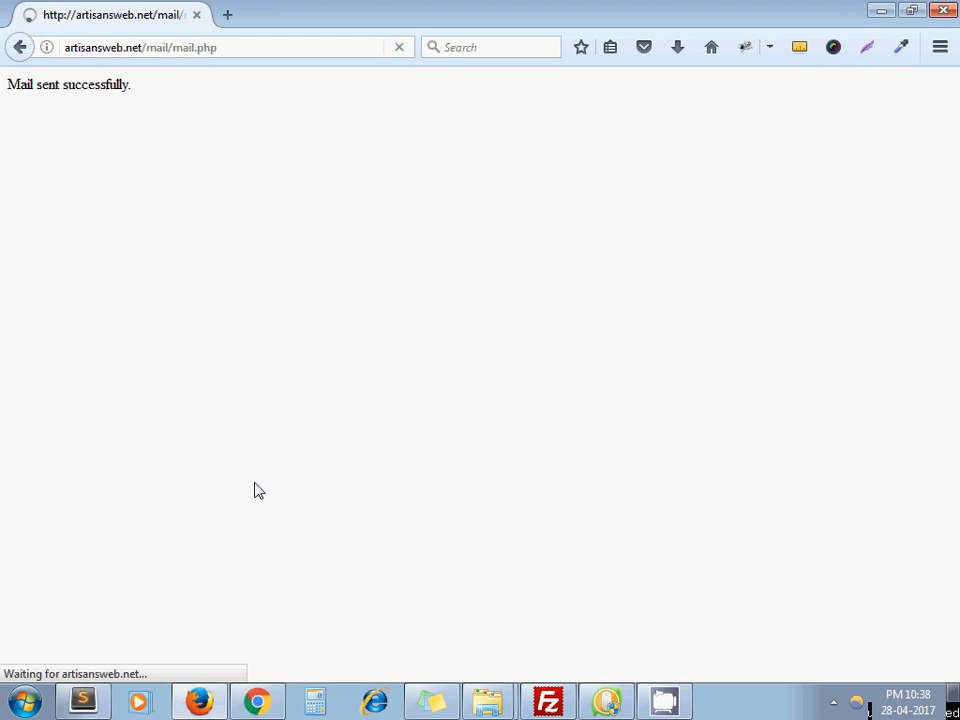 http://artisansweb.net/mail/
artisansweb.net/mail/mail.php
Search
Mail sent successfully.
Waiting for artisansweb.net...
PM 10:38
28-04-2017